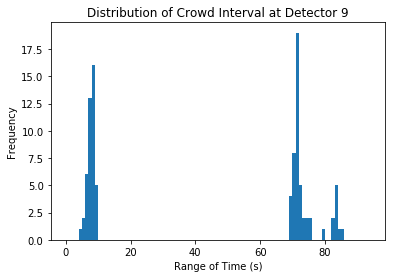 Distribution of Crowd Interval at Detector 9
Frequency
17.5
15.0
12.5
10.0
7.5
5.0
2.5
0.0
0 20 40 60 80
Range of Time (s)